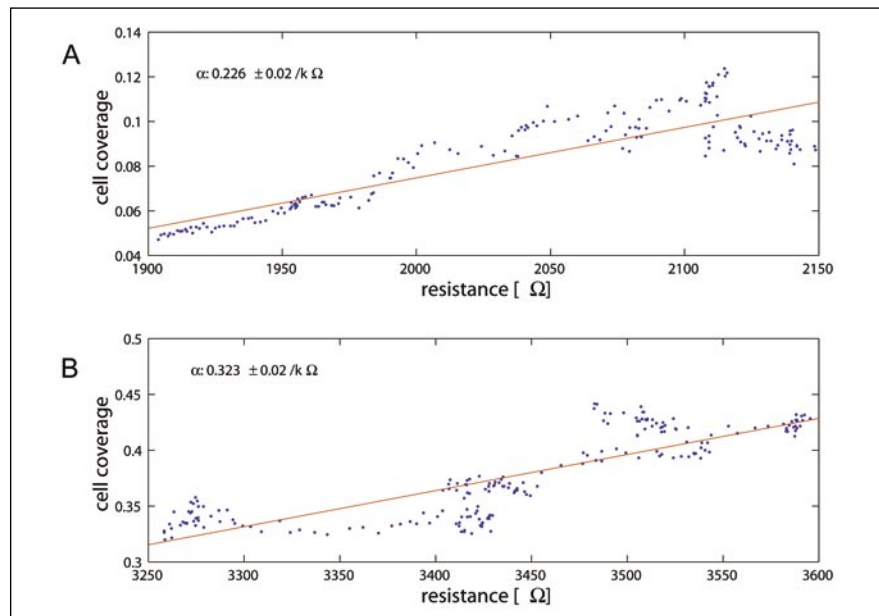 A
α: 0.226 ± 0.02 /k Ω
cell coverage
0.14
0.12
0.1
0.08
0.06
0.04
1900 1950 2000 2050 2100 2150
resistance [ Ω]
B
α: 0.323 ± 0.02 /k Ω
cell coverage
0.5
0.45
0.4
0.35
0.3
3250 3300 3350 3400 3450 3500 3550 3600
resistance [ Ω]